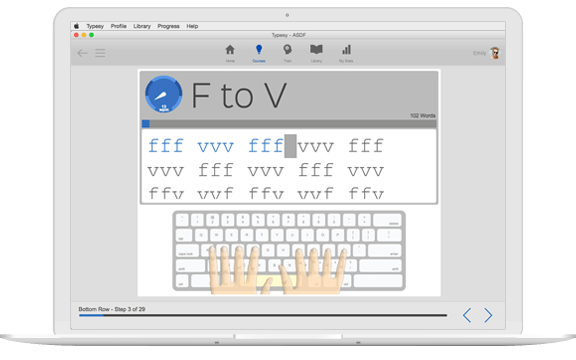 Typesy Profile Library Progress Help
Typesy - ASDF
Home Courses Test Library My Stats
Emily
F to V
102 Words
fff vvv fff vvv fff
vvv fff vvv fff vvv
ffv vvf ffv vvf ffv
Bottom Row - Step 3 of 29